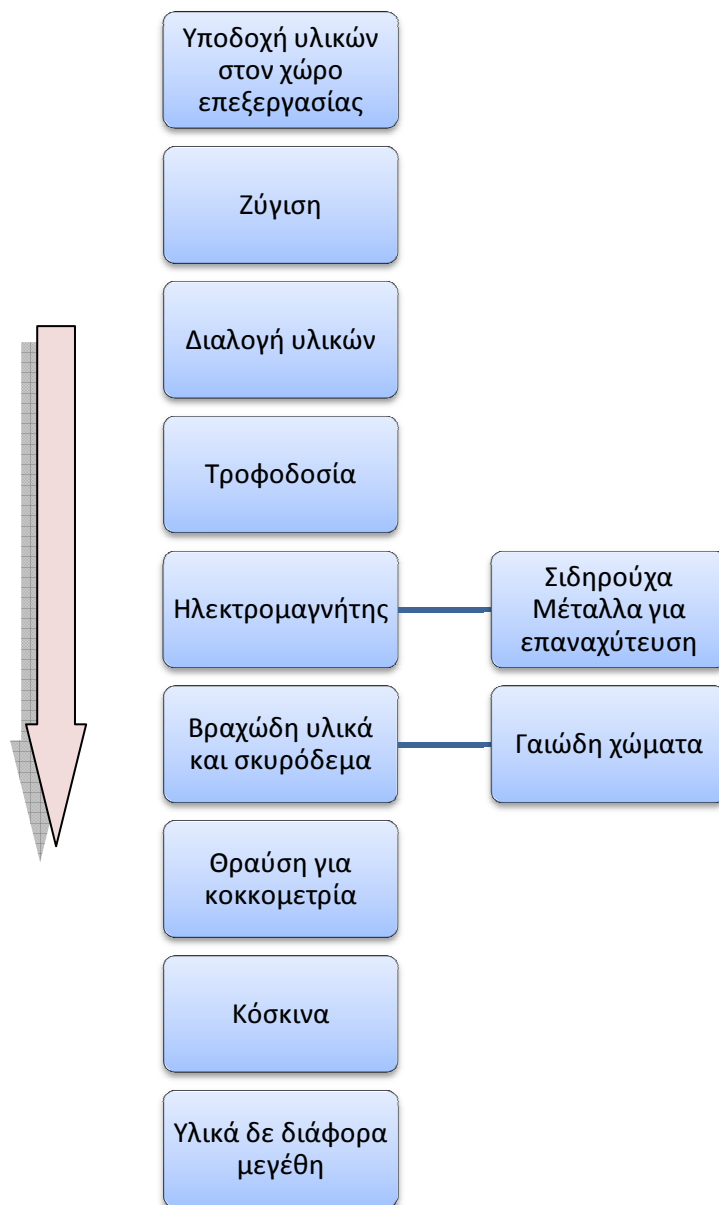 Υποδοχή υλικών
στον χώρο
επεξεργασίας
Ζύγιση
Διαλογή υλικών
Τροφοδοσία
Ηλεκτρομαγνήτης
Σιδηρούχα
Μέταλλα για
επαναχύτευση
Βραχώδη υλικά
και σκυρόδεμα
Γαιώδη χώματα
Θραύση για
κοκκομετρία
Κόσκινα
Υλικά δε διάφορα
μεγέθη